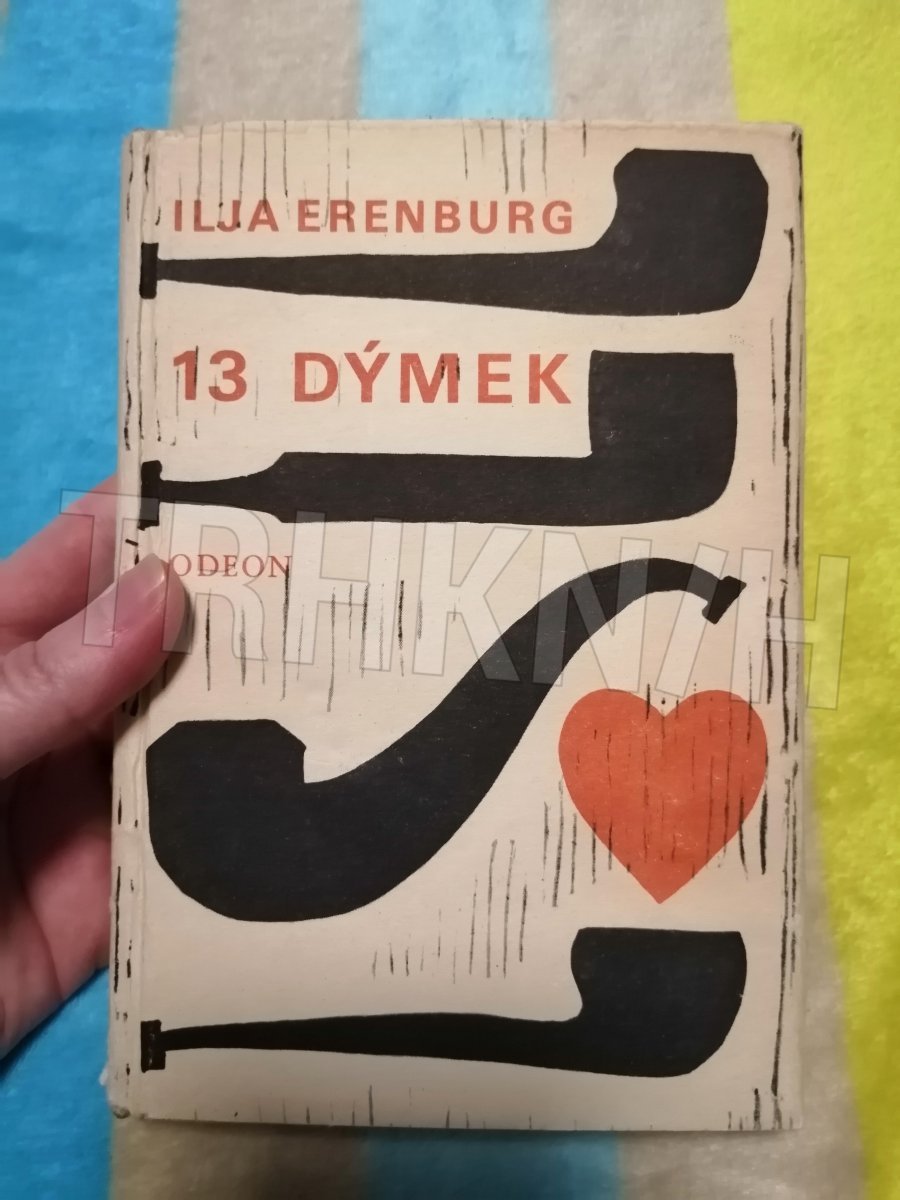 ILJA ERENBURG
13 DÝMEK
ODEON
TRHKNIH